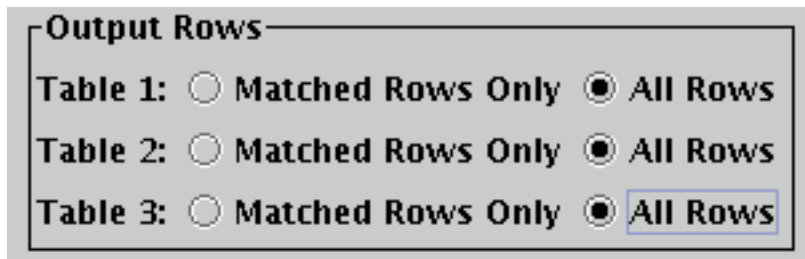 Output Rows
Table 1: Matched Rows Only All Rows
Table 2: Matched Rows Only All Rows
Table 3: Matched Rows Only All Rows